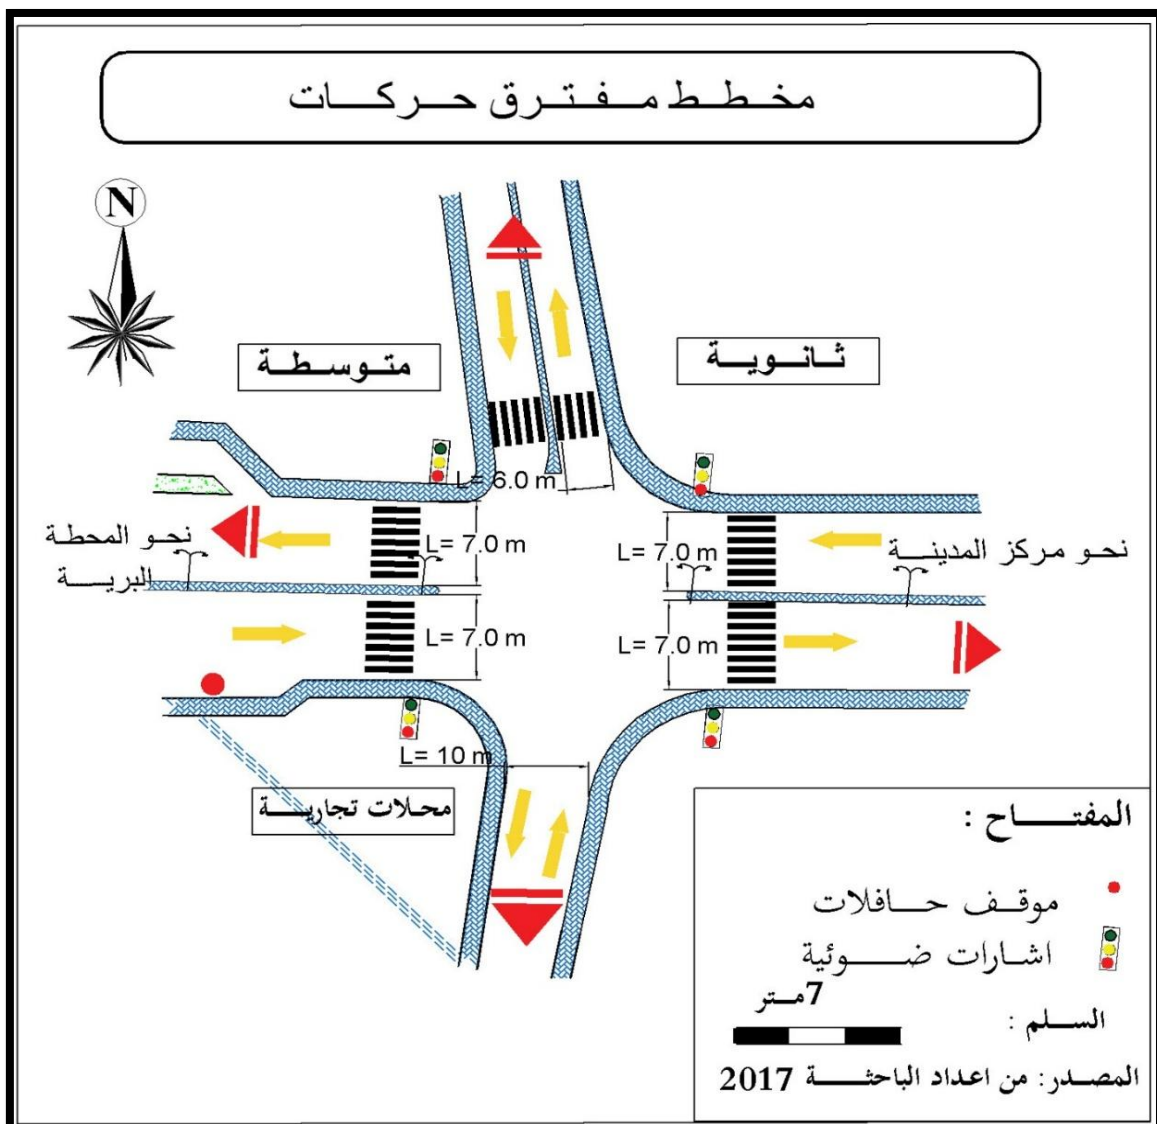 مخطط مفترق حركات
N
متوسطة
ثانوية
L= 6.0 m
نحو المحطة
البرية
L= 7.0 m
L= 7.0 m
نحو مركز المدينة
L= 7.0 m
L= 7.0 m
L= 10 m
محلات تجارية
المفتاح :
موقف حافلات
اشارات ضوئية
7متر
السلم :
المصدر: من اعداد الباحثة 2017